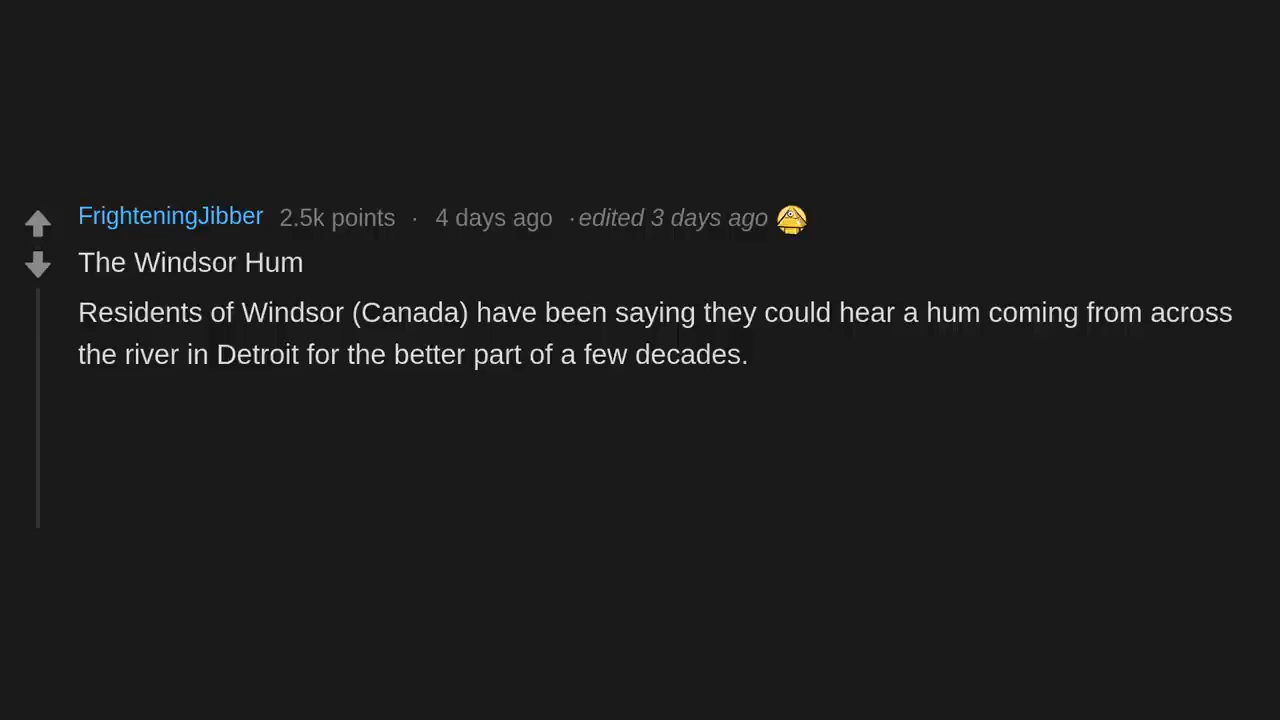 FrighteningJibber 2.5k points · 4 days ago · edited 3 days ago
The Windsor Hum
Residents of Windsor (Canada) have been saying they could hear a hum coming from across
the river in Detroit for the better part of a few decades.